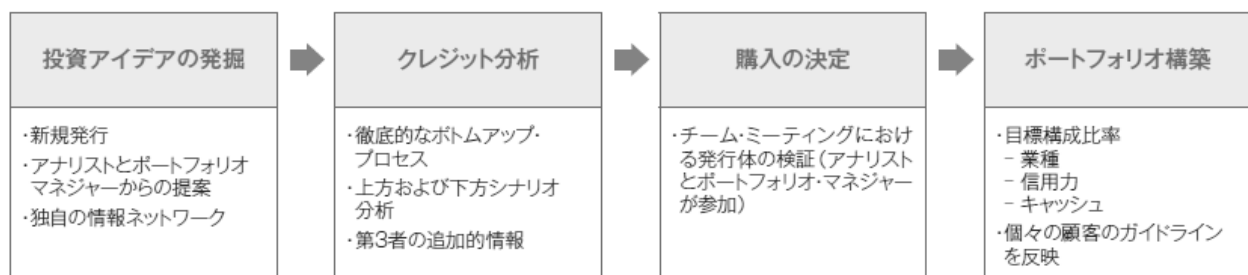 投資アイデアの発掘
・新規発行
・アナリストとポートフォリオ
マネジャーからの提案
・独自の情報ネットワーク
クレジット分析
・徹底的なボトムアップ・
プロセス
・上方および下方シナリオ
分析
・第3者の追加的情報
購入の決定
・チーム・ミーティングにおけ
る発行体の検証(アナリスト
とポートフォリオ・マネジャー
が参加)
ポートフォリオ構築
・目標構成比率
− 業種
− 信用力
− キャッシュ
・個々の顧客のガイドライン
を反映